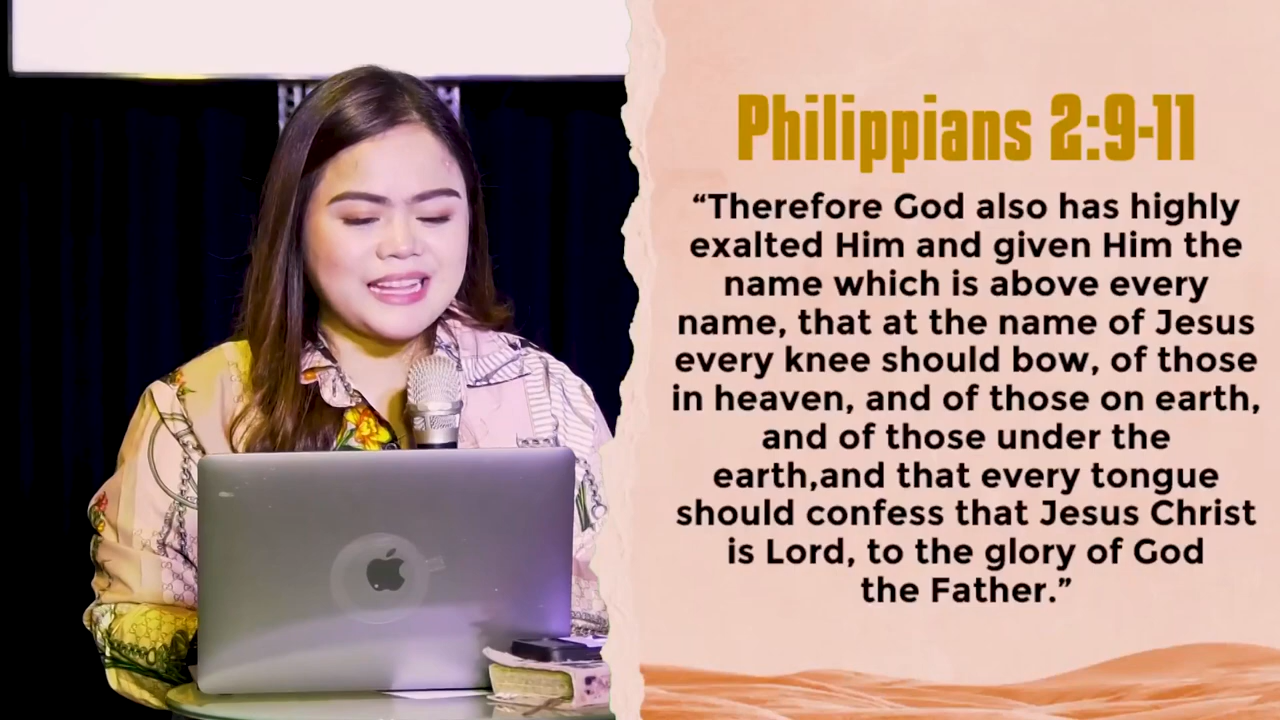 Philippians 2:9-11
“Therefore God also has highly
exalted Him and given Him the
name which is above every
name, that at the name of Jesus
every knee should bow, of those
in heaven, and of those on earth,
and of those under the
earth,and that every tongue
should confess that Jesus Christ
is Lord, to the glory of God
the Father.”